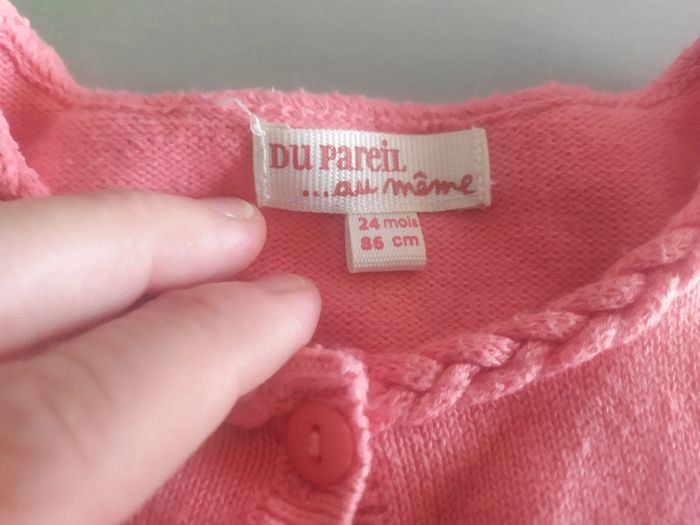 DU PAREIL
...au même
24 mois
86 cm